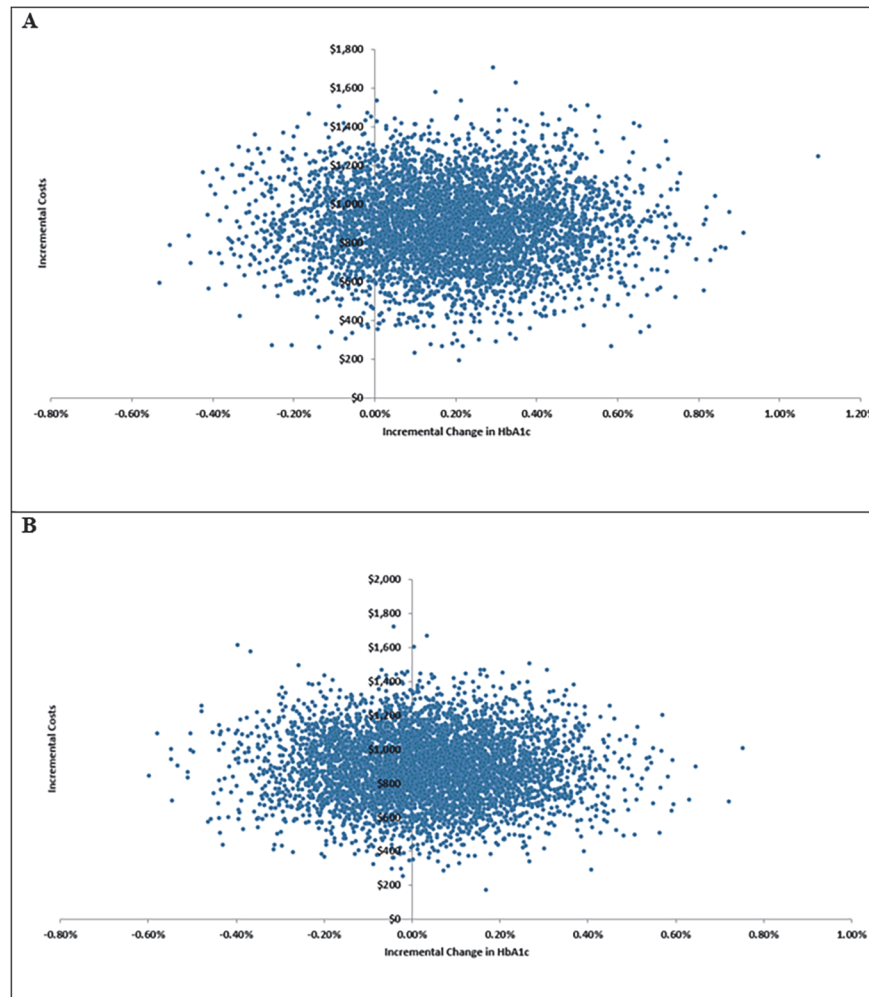 A
$1,800
$1,600
$1,400
$1,200
$1,000
$800
$600
$400
$200
$0
Incremental Costs
-0.80% -0.60% -0.40% -0.20% 0.00% 0.20% 0.40% 0.60% 0.80% 1.00% 1.20%
Incremental Change in HbA1c
B
$2,000
$1,800
$1,600
$1,400
$1,200
$1,000
$800
$600
$400
$200
$0
Incremental Costs
-0.80% -0.60% -0.40% -0.20% 0.00% 0.20% 0.40% 0.60% 0.80% 1.00%
Incremental Change in HbA1c